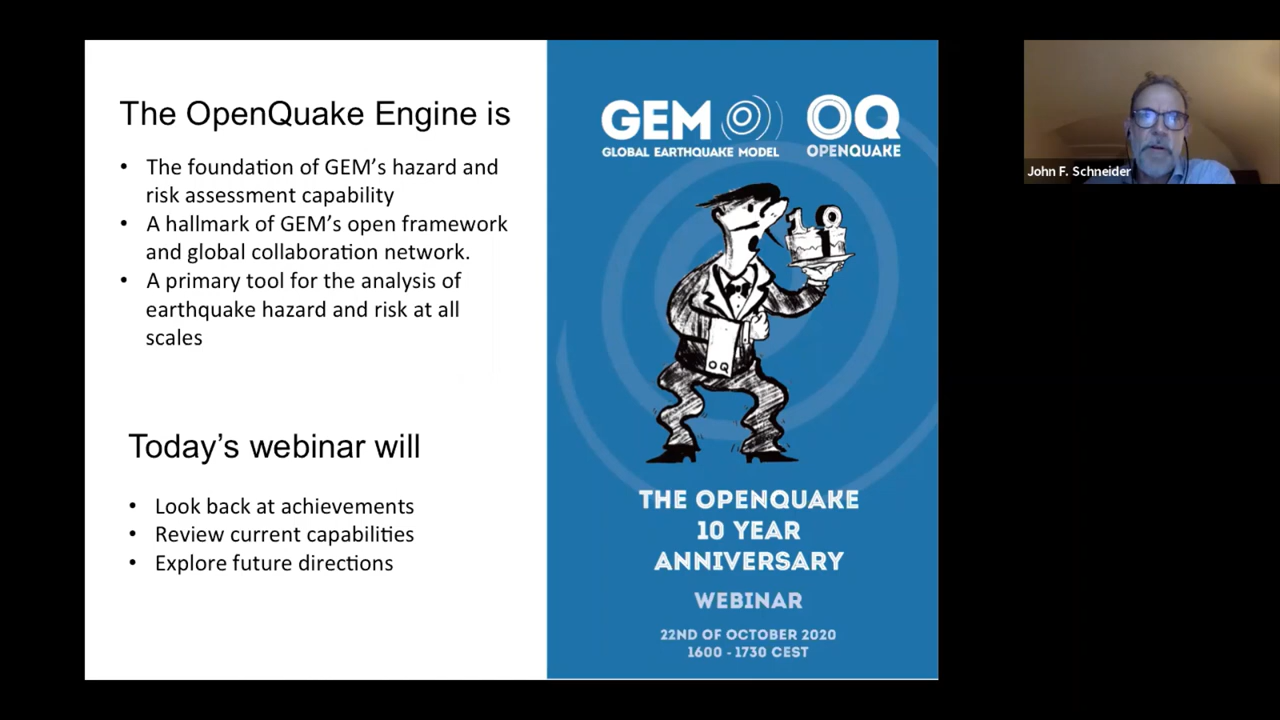 The OpenQuake Engine is
• The foundation of GEM's hazard and
risk assessment capability
• A hallmark of GEM's open framework
and global collaboration network.
• A primary tool for the analysis of
earthquake hazard and risk at all
scales
Today's webinar will
• Look back at achievements
• Review current capabilities
• Explore future directions
GEM
GLOBAL EARTHQUAKE MODEL
OQ
OPENQUAKE
10
1
OQ
THE OPENQUAKE
10 YEAR
ANNIVERSARY
WEBINAR
22ND OF OCTOBER 2020
1600 - 1730 CEST
John F. Schneider